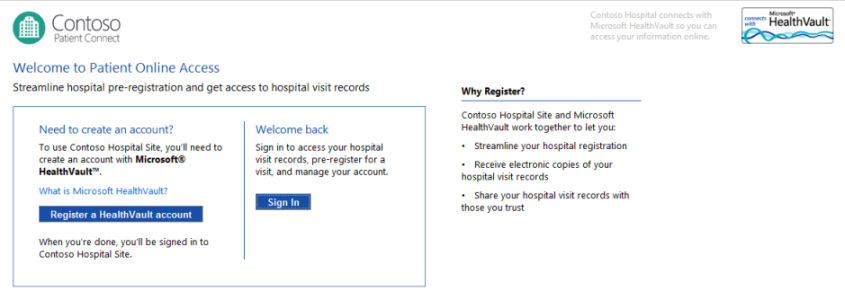 Contoso
Patient Connect
Contoso Hospital connects with
Microsoft HealthVault so you can
access your information online.
connects
with
Microsoft®
HealthVault
Welcome to Patient Online Access
Streamline hospital pre-registration and get access to hospital visit records
Need to create an account?
To use Contoso Hospital Site, you'll need to
create an account with Microsoft®
HealthVault™.
What is Microsoft HealthVault?
Register a HealthVault account
When you're done, you'll be signed in to
Contoso Hospital Site.
Welcome back
Sign in to access your hospital
visit records, pre-register for a
visit, and manage your account.
Sign In
Why Register?
Contoso Hospital Site and Microsoft
HealthVault work together to let you:
• Streamline your hospital registration
• Receive electronic copies of your
hospital visit records
• Share your hospital visit records with
those you trust